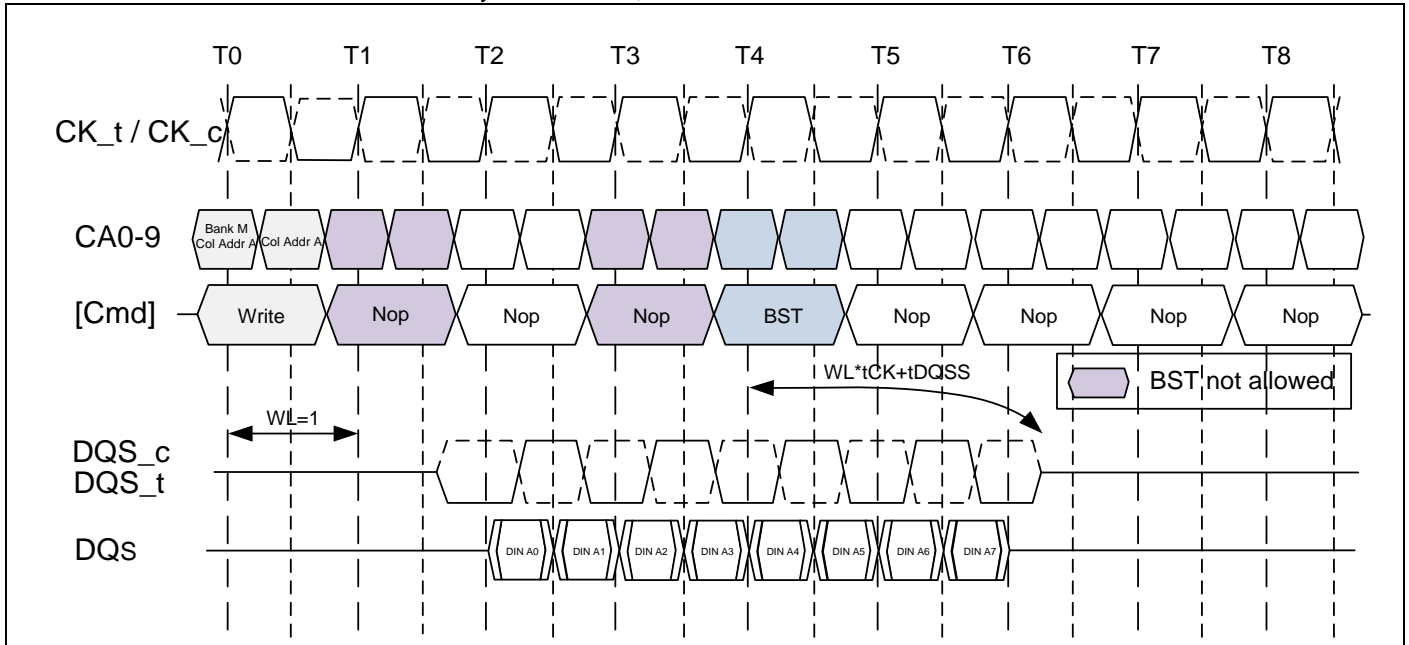 T0 T1 T2 T3 T4 T5 T6 T7 T8
CK_t / CK_c
CA0-9
Bank M
Col Addr A Col Addr A
[Cmd] Write Nop Nop Nop BST Nop Nop Nop Nop
WL*tCK+tDQSS
BST not allowed
WL=1
DQS_c
DQS_t
DQs DIN A0 DIN A1 DIN A2 DIN A3 DIN A4 DIN A5 DIN A6 DIN A7